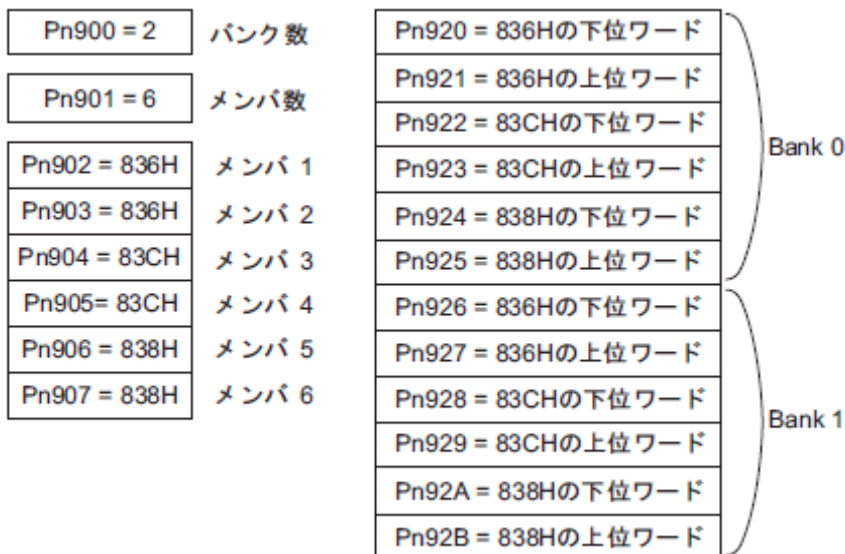 Pn900 = 2 バンク数
Pn901 = 6 メンバ数
Pn902 = 836H メンバ 1
Pn903 = 836H メンバ 2
Pn904 = 83CH メンバ 3
Pn905= 83CH メンバ 4
Pn906 = 838H メンバ 5
Pn907 = 838H メンバ 6
Pn920 = 836Hの下位ワード
Pn921 = 836Hの上位ワード
Pn922 = 83CHの下位ワード
Pn923 = 83CHの上位ワード
Pn924 = 838Hの下位ワード
Pn925 = 838Hの上位ワード
Bank 0
Pn926 = 836Hの下位ワード
Pn927 = 836Hの上位ワード
Pn928 = 83CHの下位ワード
Pn929 = 83CHの上位ワード
Pn92A = 838Hの下位ワード
Pn92B = 838Hの上位ワード
Bank 1